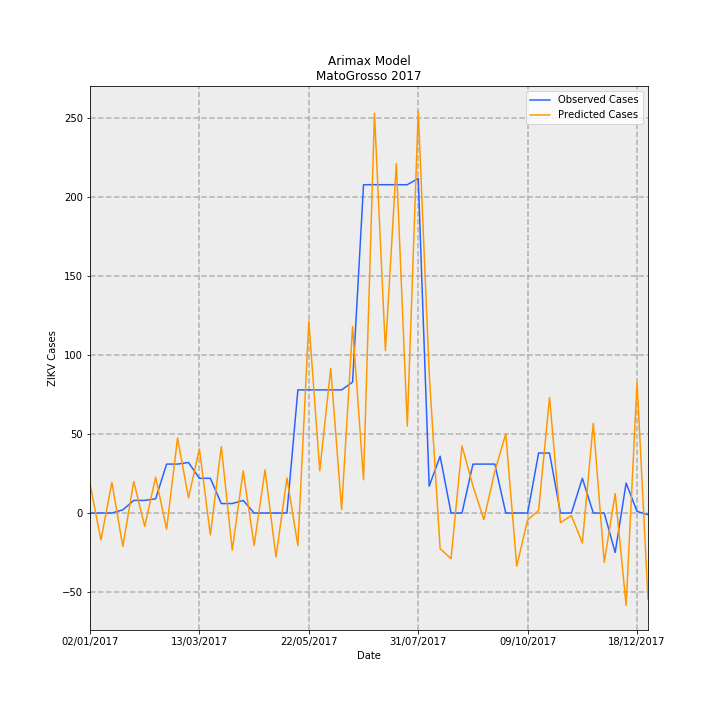 Arimax Model
MatoGrosso 2017
Observed Cases
Predicted Cases
250
200
150
100
50
0
−50
ZIKV Cases
02/01/2017 13/03/2017 22/05/2017 31/07/2017 09/10/2017 18/12/2017
Date